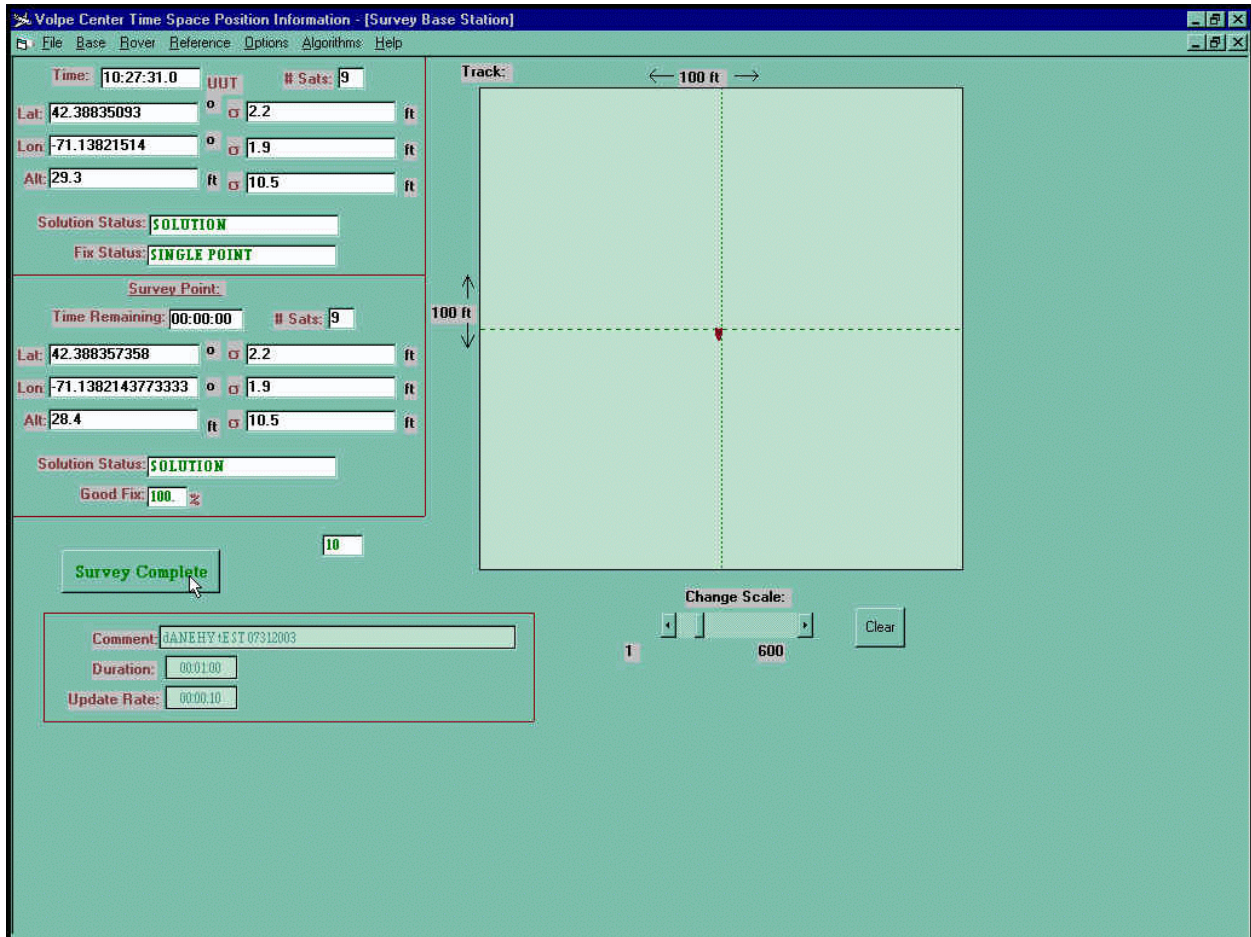 Volpe Center Time Space Position Information - [Survey Base Station]
File Base Rover Reference Options Algorithms Help
Time: 10:27:31.0 UUT # Sats: 9
Lat: 42.38835093 o σ 2.2 ft
Lon: -71.13821514 o σ 1.9 ft
Alt: 29.3 ft σ 10.5 ft
Solution Status: SOLUTION
Fix Status: SINGLE POINT
Survey Point:
Time Remaining: 00:00:00 # Sats: 9
Lat: 42.388357358 o σ 2.2 ft
Lon: -71.1382143773333 o σ 1.9 ft
Alt: 28.4 ft σ 10.5 ft
Solution Status: SOLUTION
Good Fix: 100. %
10
Survey Complete
Comment: dANEHY tEST 07312003
Duration: 00:01:00
Update Rate: 00:00:10
Track:
100 ft
100 ft
Change Scale:
1 600
Clear